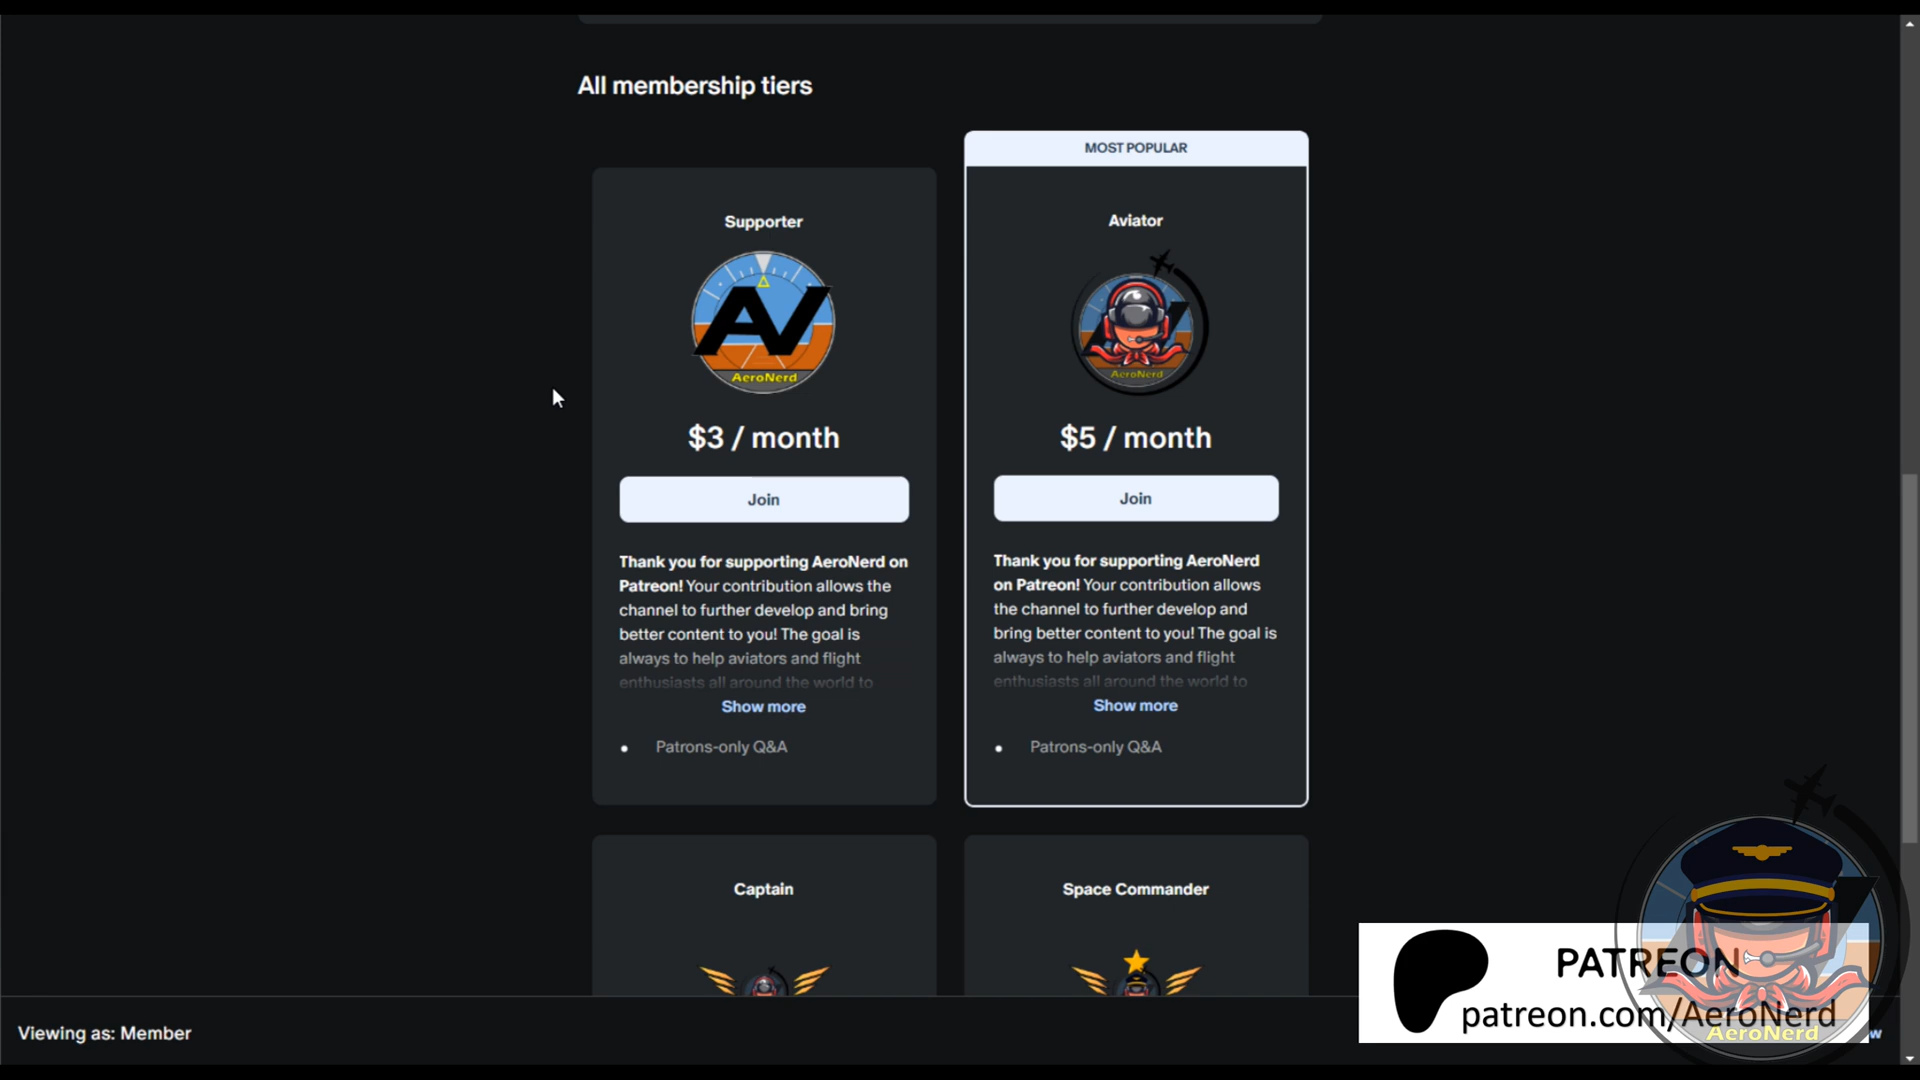 All membership tiers
MOST POPULAR
Supporter
AV
AeroNerd
$3 / month
Join
Thank you for supporting AeroNerd on
Patreon! Your contribution allows the
channel to further develop and bring
better content to you! The goal is
always to help aviators and flight
enthusiasts all around the world to
Show more
Patrons-only Q&A
Aviator
AeroNerd
$5 / month
Join
Thank you for supporting AeroNerd
on Patreon! Your contribution allows
the channel to further develop and
bring better content to you! The goal is
always to help aviators and flight
enthusiasts all around the world to
Show more
Patrons-only Q&A
Captain
Space Commander
PATREON
patreon.com/AeroNerd
AeroNerd
Viewing as: Member